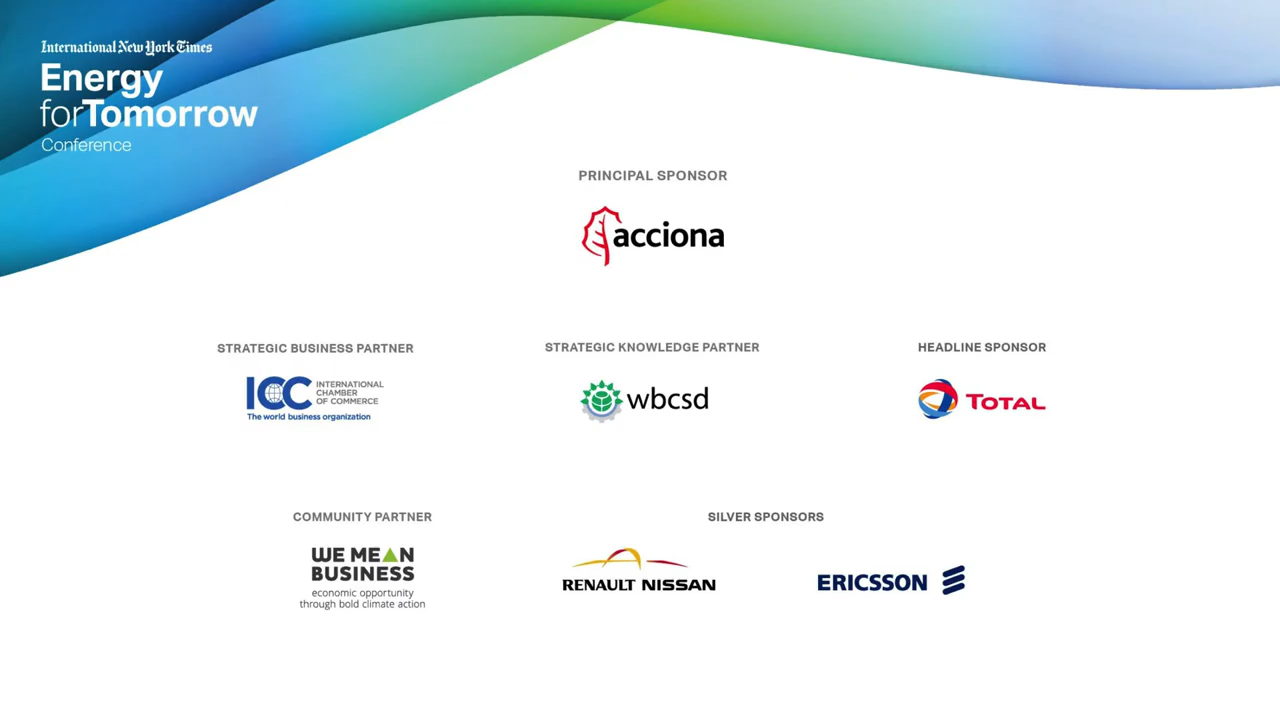 International New York Times
Energy
forTomorrow
Conference
PRINCIPAL SPONSOR
acciona
STRATEGIC BUSINESS PARTNER
STRATEGIC KNOWLEDGE PARTNER
HEADLINE SPONSOR
ICC INTERNATIONAL
CHAMBER
OF COMMERCE
The world business organization
wbcsd
TOTAL
COMMUNITY PARTNER
SILVER SPONSORS
WE MEAN
BUSINESS
economic opportunity
through bold climate action
RENAULT NISSAN
ERICSSON